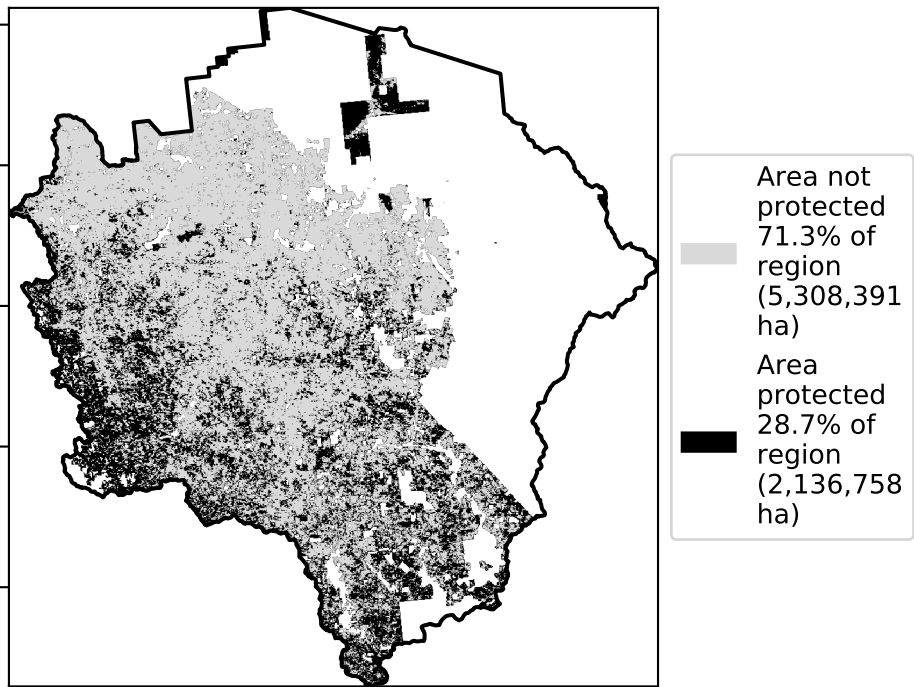 Area not
protected
71.3% of
region
(5,308,391
ha)
Area
protected
28.7% of
region
(2,136,758
ha)